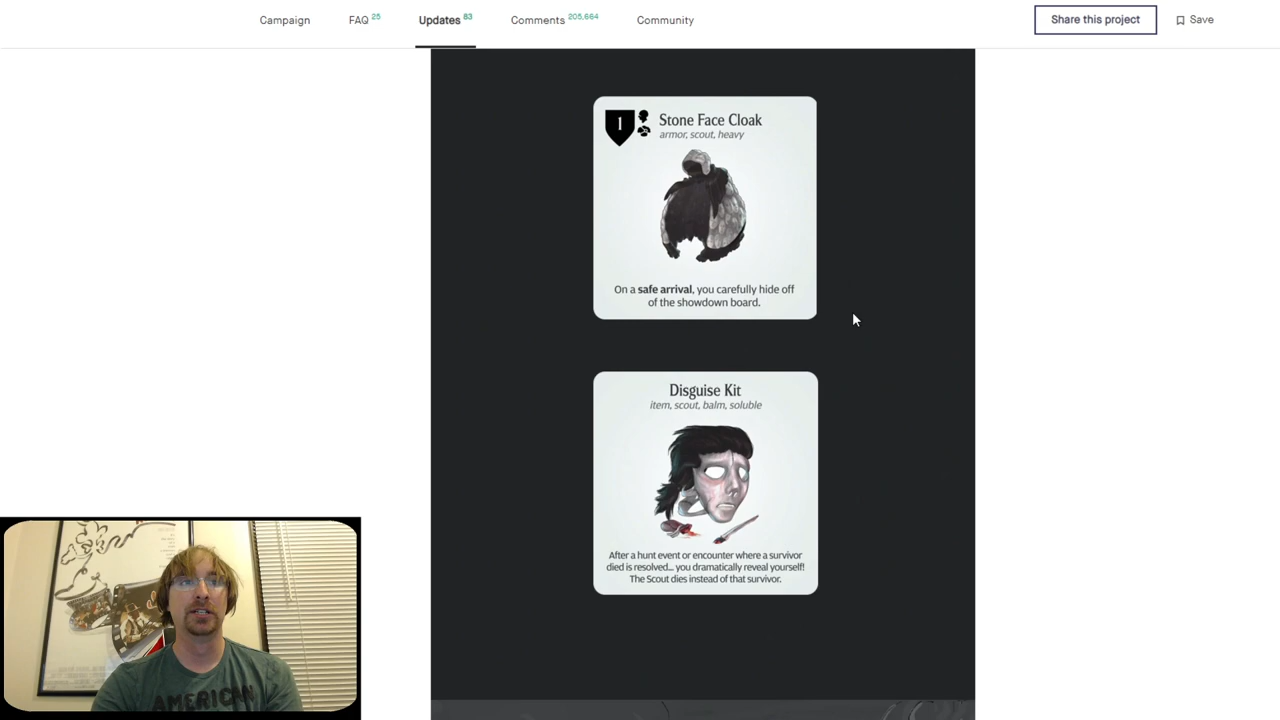 Campaign
FAQ 25
Updates 83
Comments 205,664
Community
Share this project
Save
1
Stone Face Cloak
armor, scout, heavy
On a safe arrival, you carefully hide off
of the showdown board.
Disguise Kit
item, scout, balm, soluble
After a hunt event or encounter where a survivor
died is resolved... you dramatically reveal yourself!
The Scout dies instead of that survivor.
AMERICAN